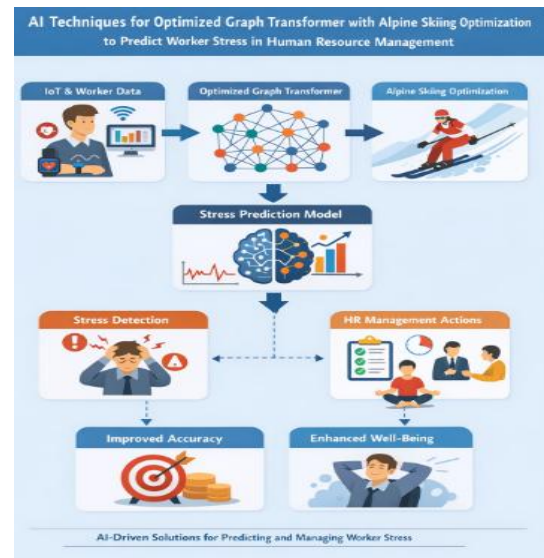 AI Techniques for Optimized Graph Transformer with Alpine Skiing Optimization
to Predict Worker Stress in Human Resource Management
IoT & Worker Data
Optimized Graph Transformer
Alpine Skiing Optimization
Stress Prediction Model
Stress Detection
HR Management Actions
Improved Accuracy
Enhanced Well-Being
AI-Driven Solutions for Predicting and Managing Worker Stress